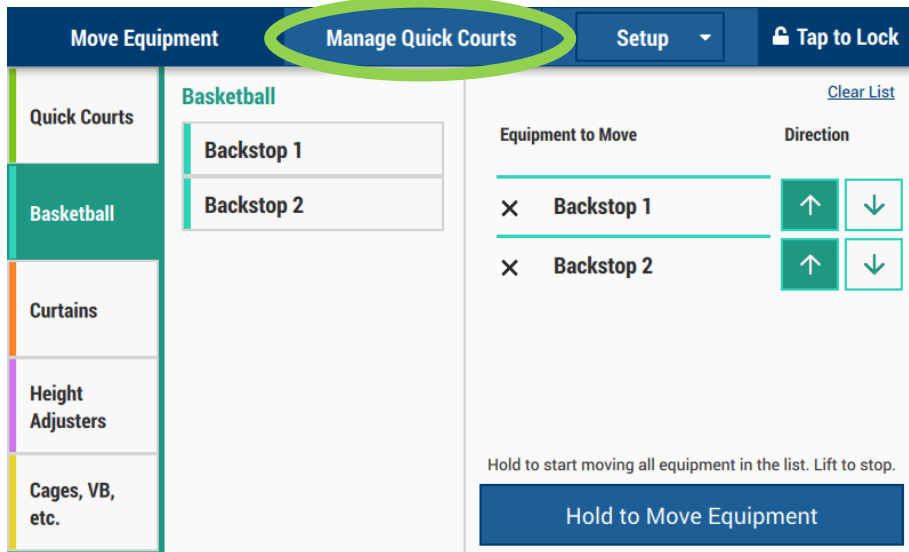 Move Equipment
Manage Quick Courts
Setup
Tap to Lock
Quick Courts
Basketball
Curtains
Height
Adjusters
Cages, VB,
etc.
Basketball
Backstop 1
Backstop 2
Clear List
Equipment to Move
Direction
Backstop 1
Backstop 2
Hold to start moving all equipment in the list. Lift to stop.
Hold to Move Equipment